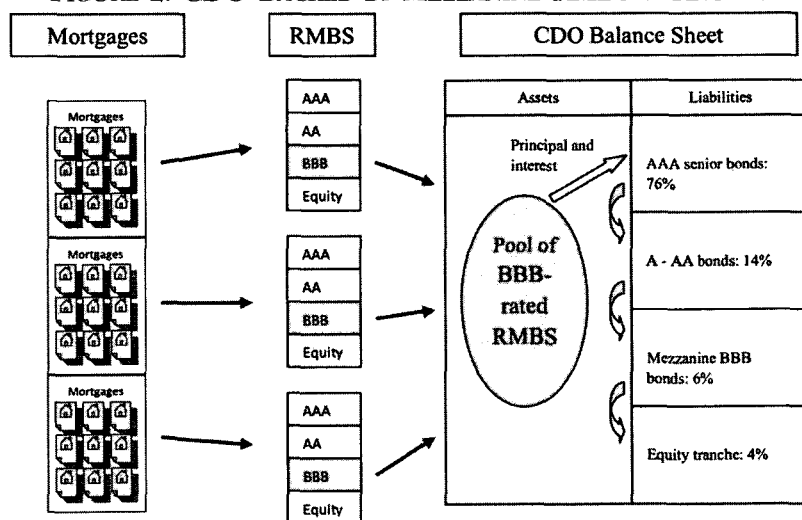 Mortgages
RMBS
CDO Balance Sheet
Mortgages
Mortgages
Mortgages
AAA
AA
BBB
Equity
AAA
AA
BBB
Equity
AAA
AA
BBB
Equity
Assets
Liabilities
Principal and
interest
Pool of
BBB-
rated
RMBS
AAA senior bonds:
76%
A - AA bonds: 14%
Mezzanine BBB
bonds: 6%
Equity tranche: 4%